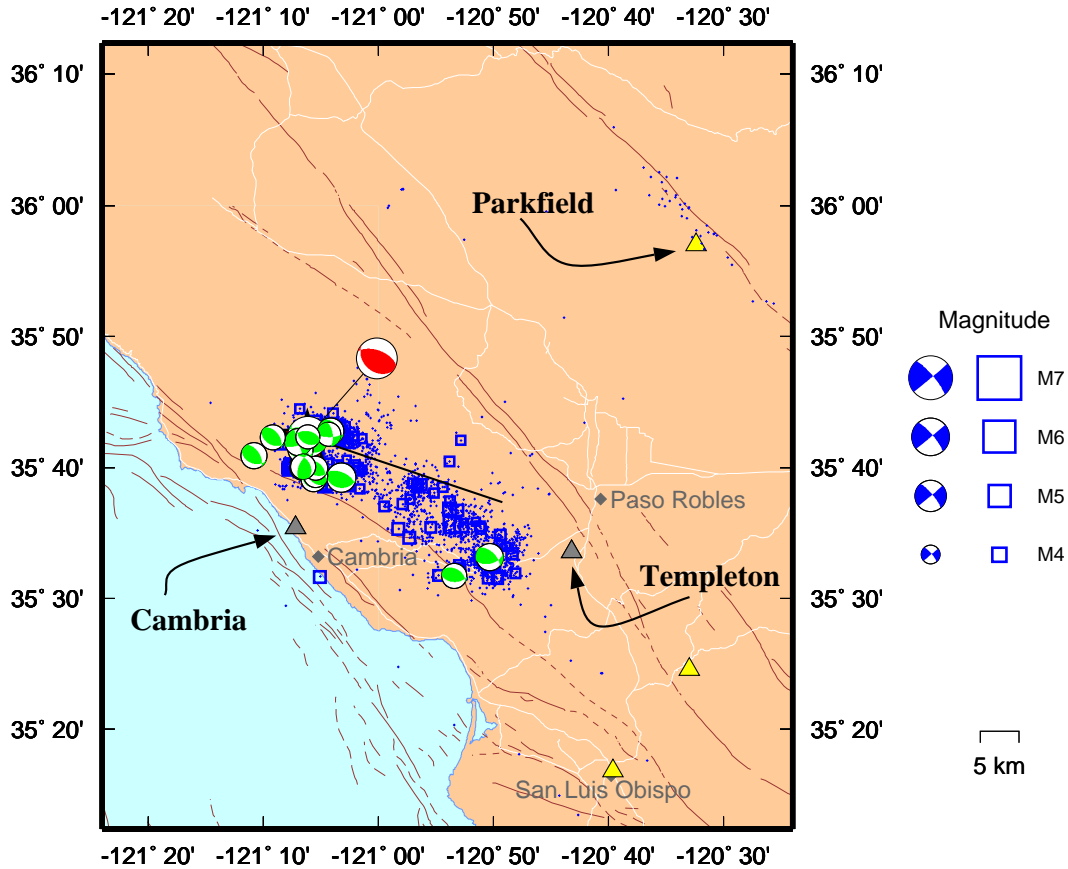 -121° 20' -121° 10' -121° 00' -120° 50' -120° 40' -120° 30'
36° 10' 36° 10'
36° 00' 36° 00'
Parkfield
35° 50' 35° 50'
Magnitude
M7
M6
35° 40' 35° 40'
M5
Paso Robles
M4
Cambria
Templeton
35° 30' 35° 30'
Cambria
35° 20' 35° 20'
5 km
San Luis Obispo
-121° 20' -121° 10' -121° 00' -120° 50' -120° 40' -120° 30'